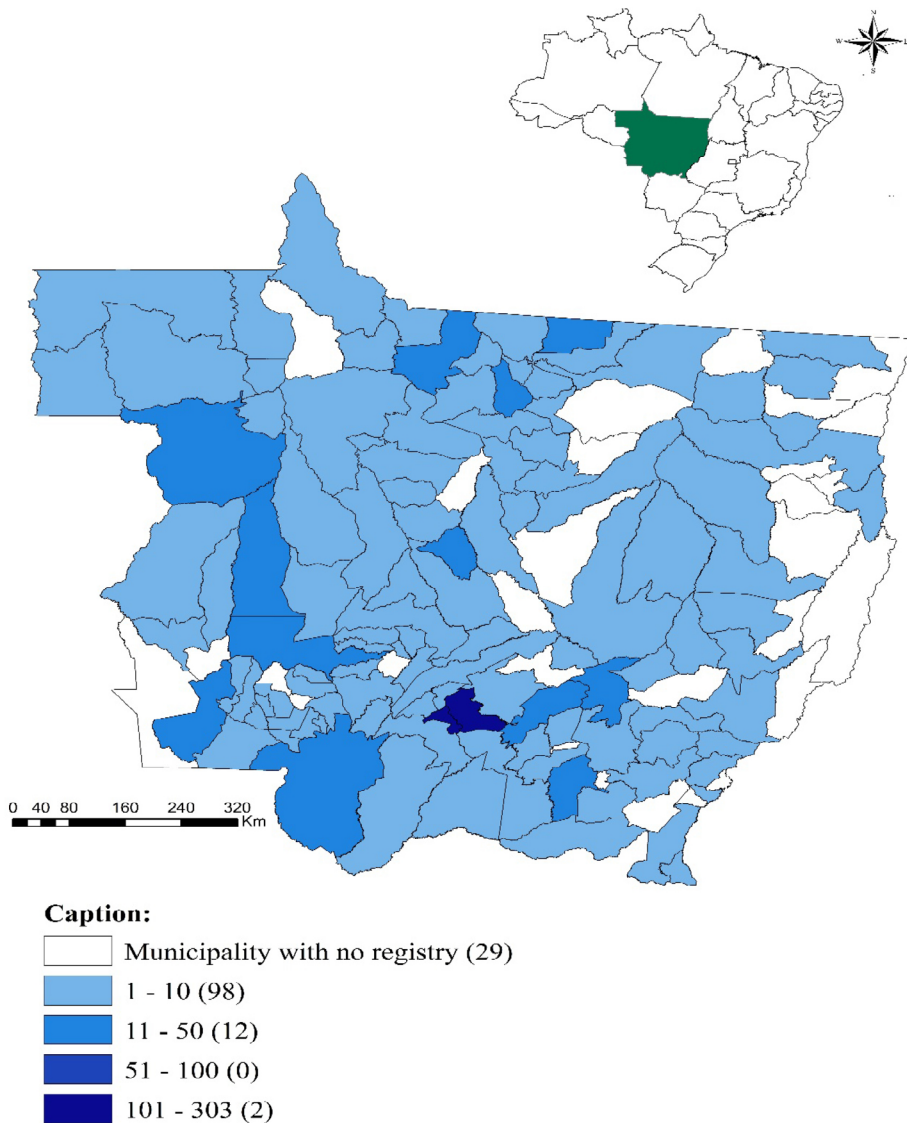 N
W
S
0 40 80 160 240 320
Km
Caption:
Municipality with no registry (29)
1 - 10 (98)
11 - 50 (12)
51 - 100 (0)
101 - 303 (2)